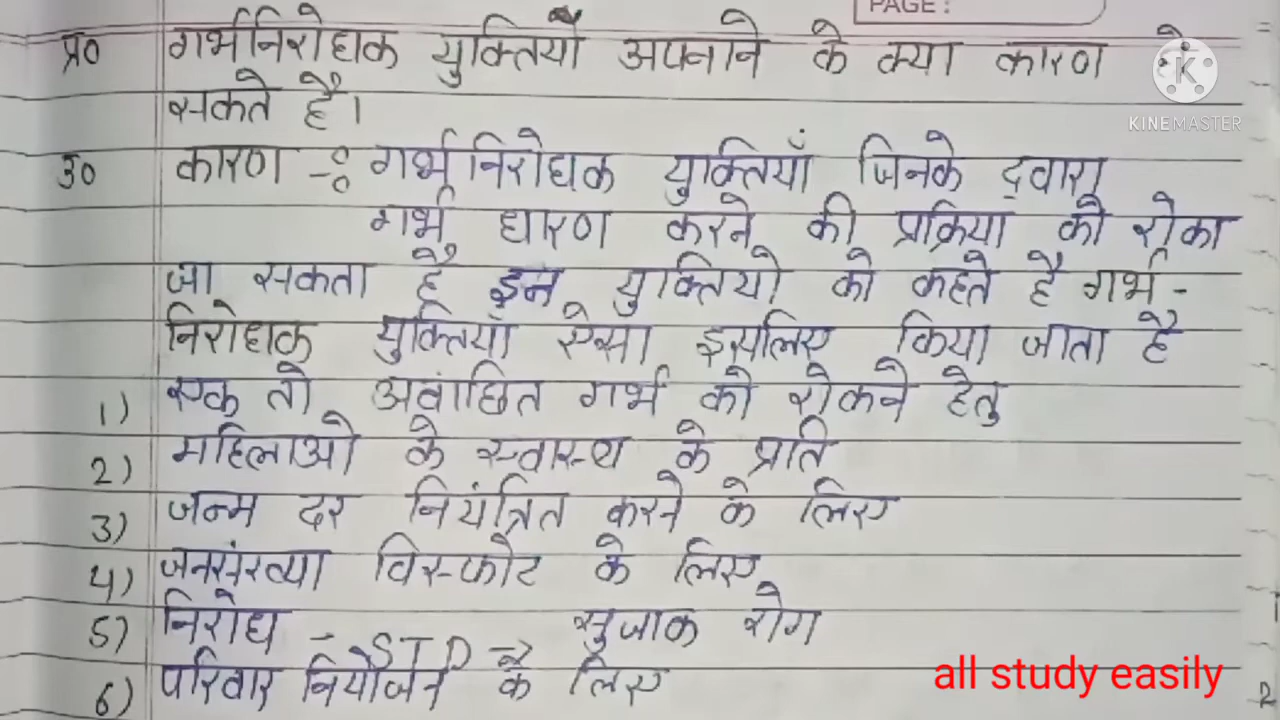 PAGE :
प्र० गर्भनिरोधक युक्तियाँ अपनाने के क्या कारण हो
सकते हैं।
उ० कारण -: गर्भनिरोधक युक्तियाँ जिनके द्वारा
गर्भ धारण करने की प्रक्रिया को रोका
जा सकता है इन युक्तियो को कहते है गर्भ -
निरोधक युक्तियाँ ऐसा इसलिए किया जाता है
1) एक तो अवांछित गर्भ को रोकने हेतु
2) महिलाओ के स्वास्थ्य के प्रति
3) जन्म दर नियंत्रित करने के लिए
4) जनसंख्या विस्फोट के लिए
5) निरोध - STD → सुजाक रोग
6) परिवार नियोजन के लिए
KINEMASTER
all study easily